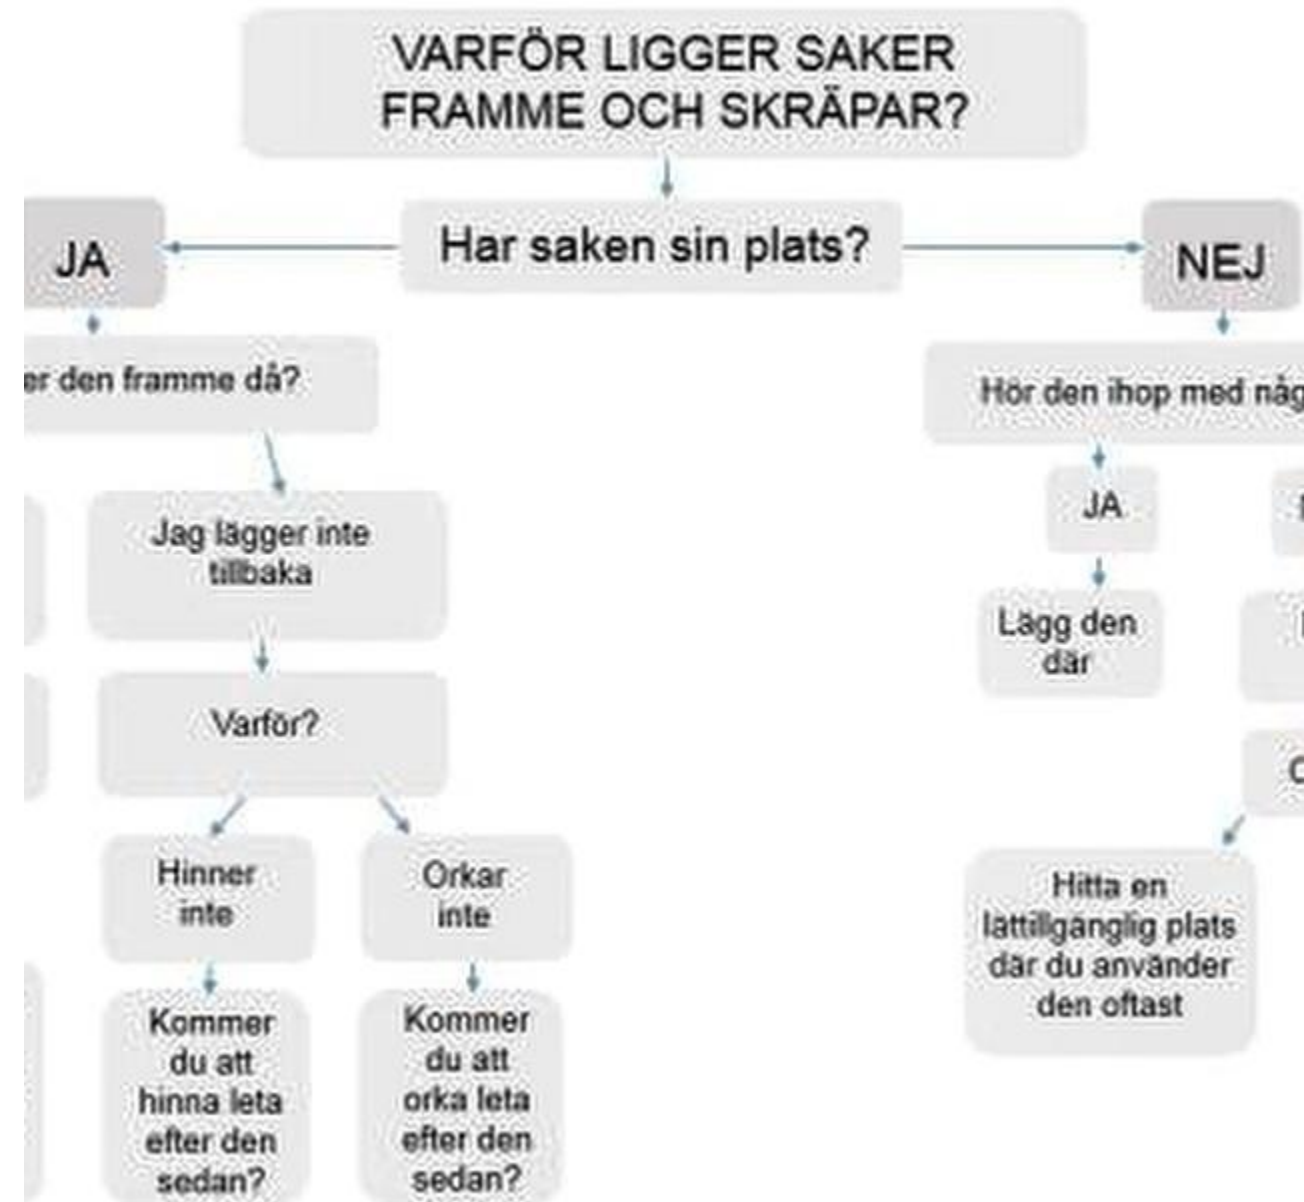 VARFÖR LIGGER SAKER
FRAMME OCH SKRÄPAR?
JA
Har saken sin plats?
NEJ
er den framme då?
Hör den ihop med någ
Jag lägger inte
tillbaka
JA
Lägg den
där
Varför?
Hinner
inte
Orkar
inte
Hitta en
lättillgänglig plats
där du använder
den oftast
Kommer
du att
hinna leta
efter den
sedan?
Kommer
du att
orka leta
efter den
sedan?